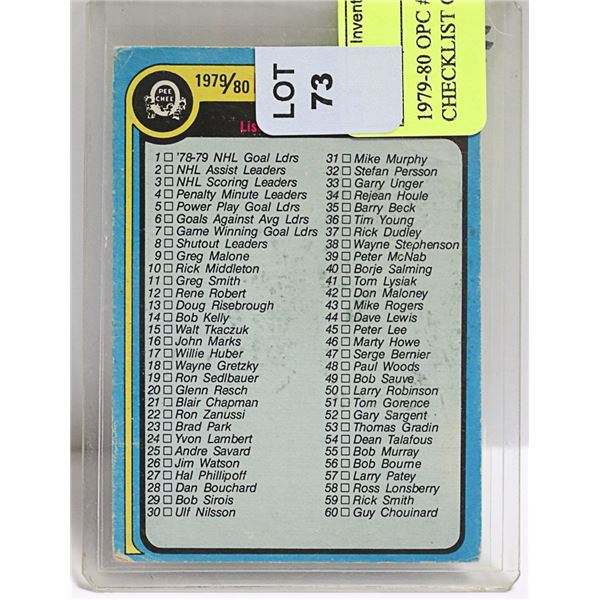 Invent
1979-80 OPC #
CHECKLIST
LOT
73
O
PEE
CHEE
1979/80
Lis
1 '78-79 NHL Goal Ldrs
2 NHL Assist Leaders
3 NHL Scoring Leaders
4 Penalty Minute Leaders
5 Power Play Goal Ldrs
6 Goals Against Avg Ldrs
7 Game Winning Goal Ldrs
8 Shutout Leaders
9 Greg Malone
10 Rick Middleton
11 Greg Smith
12 Rene Robert
13 Doug Risebrough
14 Bob Kelly
15 Walt Tkaczuk
16 John Marks
17 Willie Huber
18 Wayne Gretzky
19 Ron Sedlbauer
20 Glenn Resch
21 Blair Chapman
22 Ron Zanussi
23 Brad Park
24 Yvon Lambert
25 Andre Savard
26 Jim Watson
27 Hal Phillipoff
28 Dan Bouchard
29 Bob Sirois
30 Ulf Nilsson
31 Mike Murphy
32 Stefan Persson
33 Garry Unger
34 Rejean Houle
35 Barry Beck
36 Tim Young
37 Rick Dudley
38 Wayne Stephenson
39 Peter McNab
40 Borje Salming
41 Tom Lysiak
42 Don Maloney
43 Mike Rogers
44 Dave Lewis
45 Peter Lee
46 Marty Howe
47 Serge Bernier
48 Paul Woods
49 Bob Sauve
50 Larry Robinson
51 Tom Gorence
52 Gary Sargent
53 Thomas Gradin
54 Dean Talafous
55 Bob Murray
56 Bob Bourne
57 Larry Patey
58 Ross Lonsberry
59 Rick Smith
60 Guy Chouinard